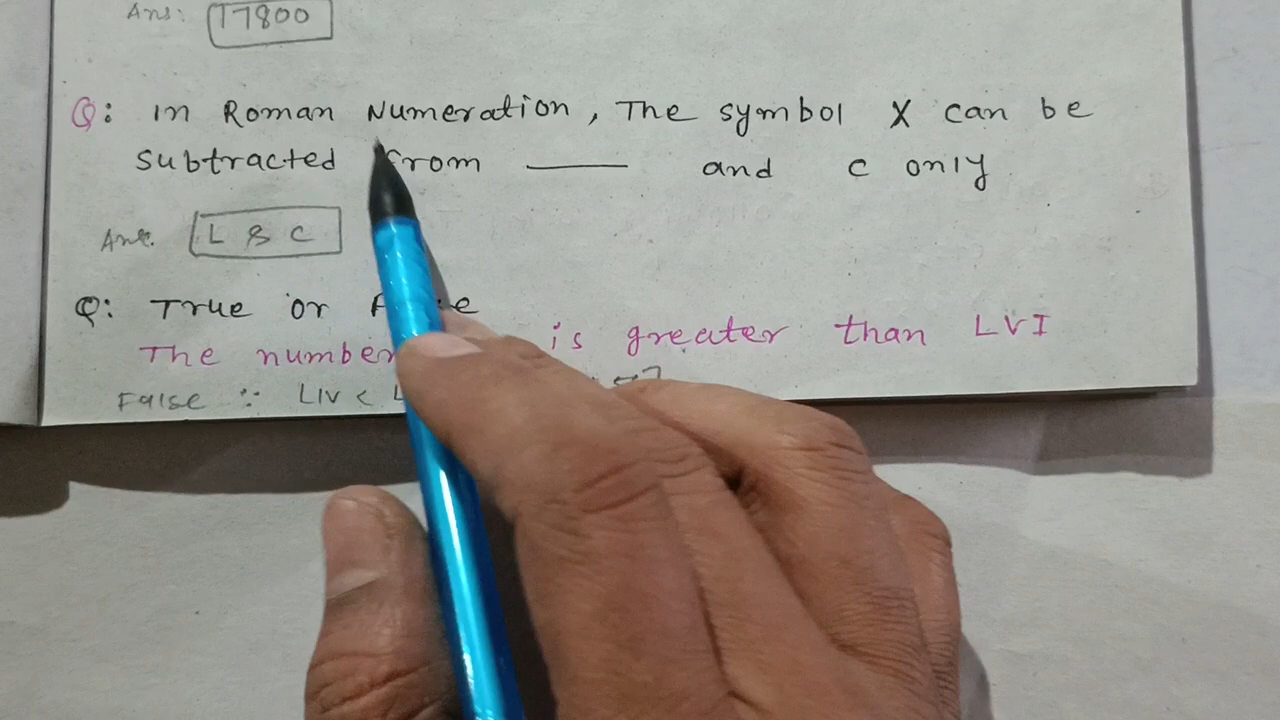 Ans: 17800
Q: In Roman Numeration, The symbol X can be
subtracted from ——— and c only
Ans. L & C
Q: True or
The number is greater than LVI
False ∵ LIV <